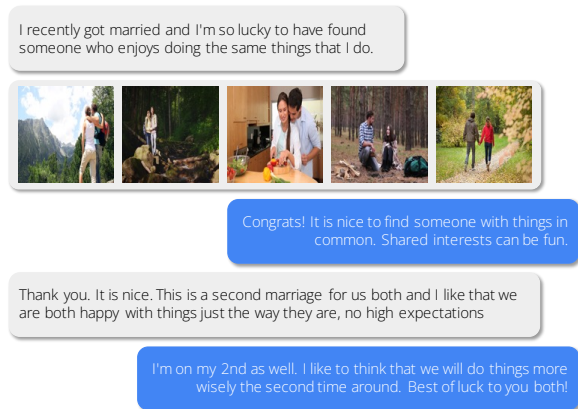 I recently got married and I'm so lucky to have found
someone who enjoys doing the same things that I do.
Congrats! It is nice to find someone with things in
common. Shared interests can be fun.
Thank you. It is nice. This is a second marriage for us both and I like that we
are both happy with things just the way they are, no high expectations
I'm on my 2nd as well. I like to think that we will do things more
wisely the second time around. Best of luck to you both!